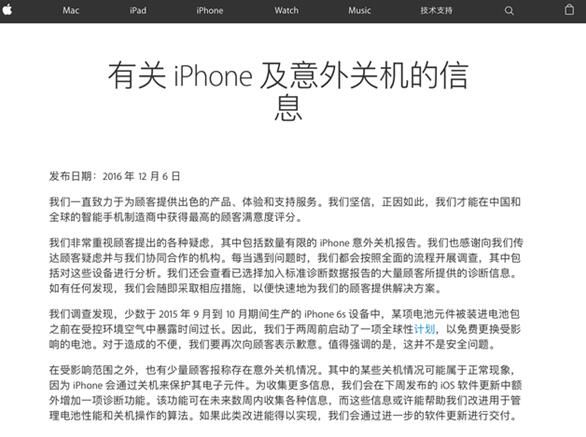 Mac iPad iPhone Watch Music 技术支持
有关 iPhone 及意外关机的信
息
发布日期：2016 年 12 月 6 日
我们一直致力于为顾客提供出色的产品、体验和支持服务。我们坚信，正因如此，我们才能在中国和
全球的智能手机制造商中获得最高的顾客满意度评分。
我们非常重视顾客提出的各种疑虑，其中包括数量有限的 iPhone 意外关机报告。我们也感谢向我们传
达顾客疑虑并与我们协同合作的机构。每当遇到问题时，我们都会按照全面的流程开展调查，其中包
括对这些设备进行分析。我们还会查看已选择加入标准诊断数据报告的大量顾客所提供的诊断信息。
如有任何发现，我们会随即采取相应措施，以便快速地为我们的顾客提供解决方案。
我们调查发现，少数于 2015 年 9 月到 10 月期间生产的 iPhone 6s 设备中，某项电池元件被装进电池包
之前在受控环境空气中暴露时间过长。因此，我们于两周前启动了一项全球性计划，以免费更换受影
响的电池。对于造成的不便，我们要再次向顾客表示歉意。值得强调的是，这并不是安全问题。
在受影响范围之外，也有少量顾客报称存在意外关机情况。其中的某些关机情况可能属于正常现象，
因为 iPhone 会通过关机来保护其电子元件。为收集更多信息，我们会在下周发布的 iOS 软件更新中额
外增加一项诊断功能。该功能可在未来数周内收集各种信息，而这些信息或许能帮助我们改进用于管
理电池性能和关机操作的算法。如果此类改进能得以实现，我们会通过进一步的软件更新进行交付。